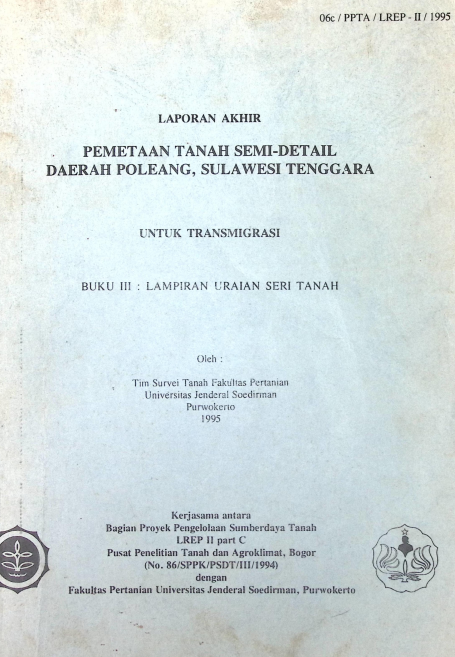 06c / PPTA / LREP - II / 1995
LAPORAN AKHIR
PEMETAAN TANAH SEMI-DETAIL
DAERAH POLEANG, SULAWESI TENGGARA
UNTUK TRANSMIGRASI
BUKU III : LAMPIRAN URAIAN SERI TANAH
Oleh :
Tim Survei Tanah Fakultas Pertanian
Universitas Jenderal Soedirman
Purwokerto
1995
Kerjasama antara
Bagian Proyek Pengelolaan Sumberdaya Tanah
LREP II part C
Pusat Penelitian Tanah dan Agroklimat, Bogor
(No. 86/SPPK/PSDT/III/1994)
dengan
Fakultas Pertanian Universitas Jenderal Soedirman, Purwokerto